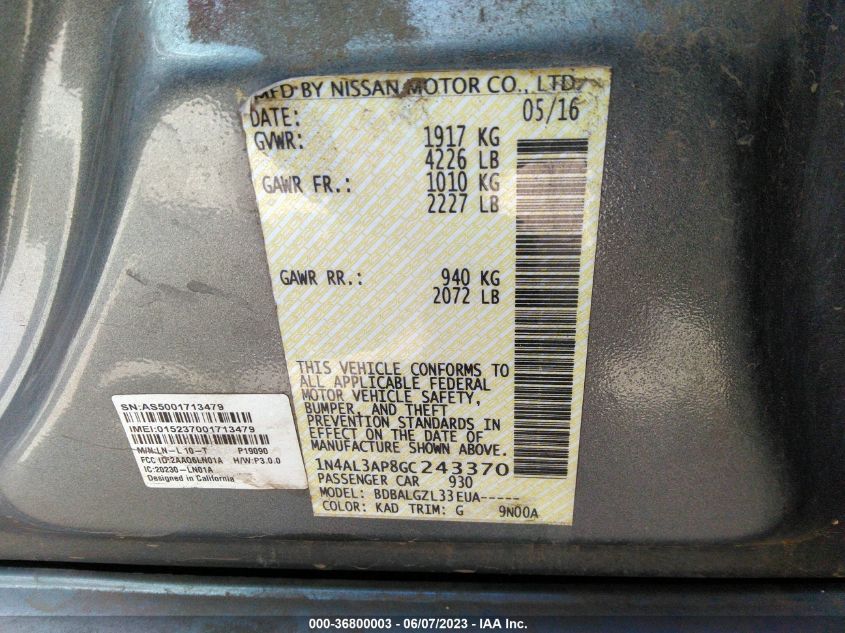 MFD BY NISSAN MOTOR CO., LTD.
DATE: 05/16
GVWR: 1917 KG
4226 LB
GAWR FR.: 1010 KG
2227 LB
GAWR RR.: 940 KG
2072 LB
THIS VEHICLE CONFORMS TO
ALL APPLICABLE FEDERAL
MOTOR VEHICLE SAFETY,
BUMPER, AND THEFT
PREVENTION STANDARDS
IN EFFECT ON THE DATE OF
MANUFACTURE SHOWN ABOVE.
1N4AL3AP8GC243370
PASSENGER CAR 930
MODEL: BDBALGZL33EUA-----
COLOR: KAD TRIM: G 9N00A
SN:AS5001713479
IMEI:015237001713479
M/N:LN-L10-T P19090
FCC ID:2AAO6LN01A H/W:P3.0.0
IC:20230-LN01A
Designed in California
000-36800003 - 06/07/2023 - IAAI Inc.